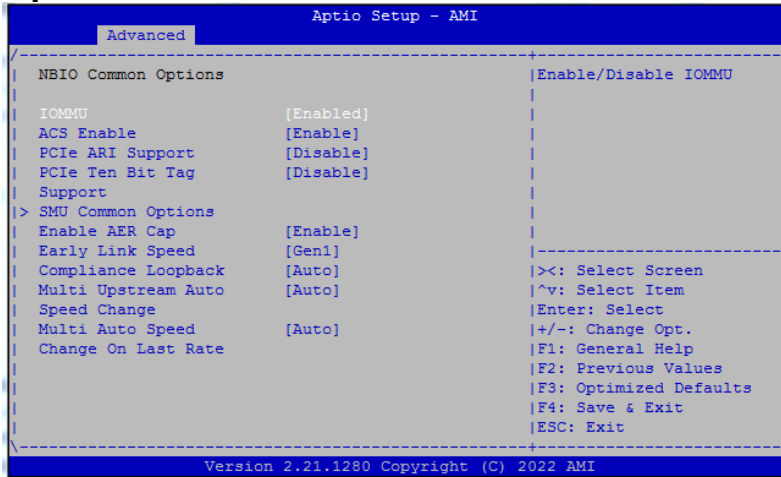 Aptio Setup - AMI
Advanced
/----------------------------------------------------+-----------------------
| NBIO Common Options |Enable/Disable IOMMU
| |
| IOMMU [Enabled] |
| ACS Enable [Enable] |
| PCIe ARI Support [Disable] |
| PCIe Ten Bit Tag [Disable] |
| Support |
|> SMU Common Options |
| Enable AER Cap [Enable] |
| Early Link Speed [Gen1] |-----------------------
| Compliance Loopback [Auto] |><: Select Screen
| Multi Upstream Auto [Auto] |^v: Select Item
| Speed Change |Enter: Select
| Multi Auto Speed [Auto] |+/-: Change Opt.
| Change On Last Rate |F1: General Help
| |F2: Previous Values
| |F3: Optimized Defaults
| |F4: Save & Exit
| |ESC: Exit
\----------------------------------------------------+-----------------------
Version 2.21.1280 Copyright (C) 2022 AMI